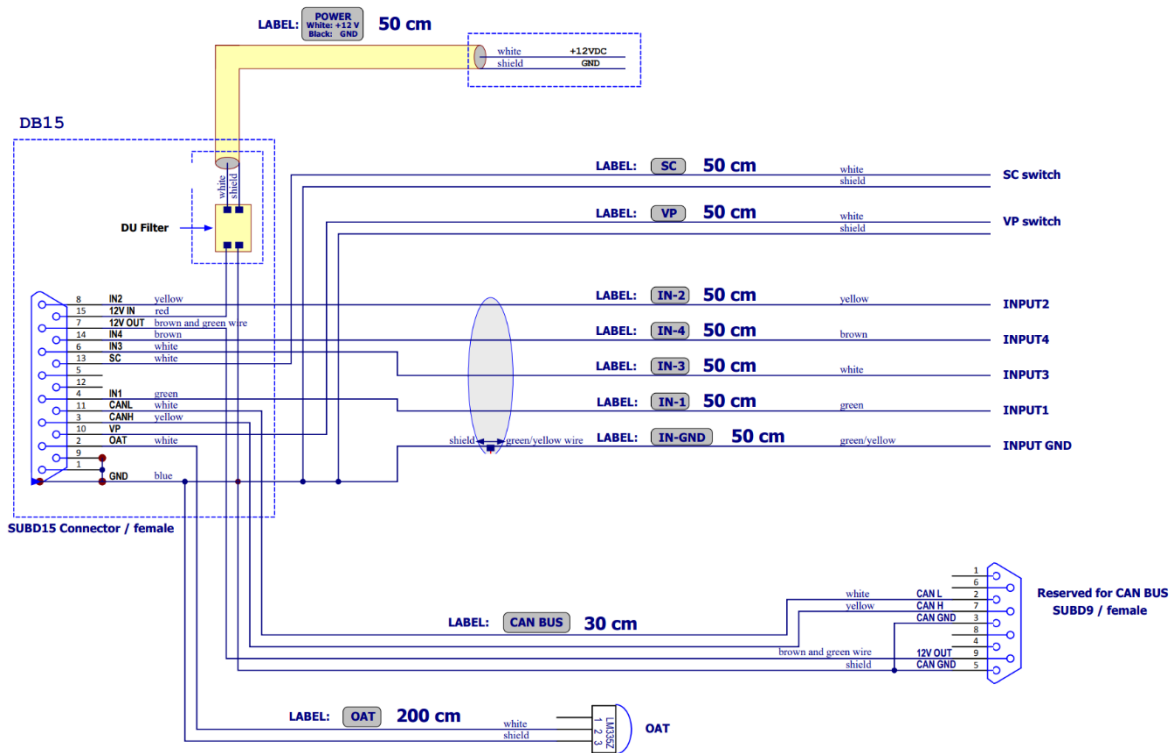 LABEL: POWER 50 cm
White: +12 V
Black: GND
white +12VDC
shield GND
DB15
white
shield
DU Filter
LABEL: SC 50 cm white SC switch
shield
LABEL: VP 50 cm white VP switch
shield
8 IN2 yellow
15 12V IN red
7 12V OUT brown and green wire
14 IN4 brown
6 IN3 white
13 SC white
5
12
4 IN1 green
11 CANL white
3 CANH yellow
10 VP
2 OAT white
9
1
GND blue
SUBD15 Connector / female
LABEL: IN-2 50 cm yellow INPUT2
LABEL: IN-4 50 cm brown INPUT4
LABEL: IN-3 50 cm white INPUT3
LABEL: IN-1 50 cm green INPUT1
shield green/yellow wire LABEL: IN-GND 50 cm green/yellow INPUT GND
1
6
white CAN L 2
yellow CAN H 7
CAN GND 3
8
4
brown and green wire 12V OUT 9
shield CAN GND 5
Reserved for CAN BUS
SUBD9 / female
LABEL: CAN BUS 30 cm
LABEL: OAT 200 cm
white
shield
1
2
3
LM335Z
OAT